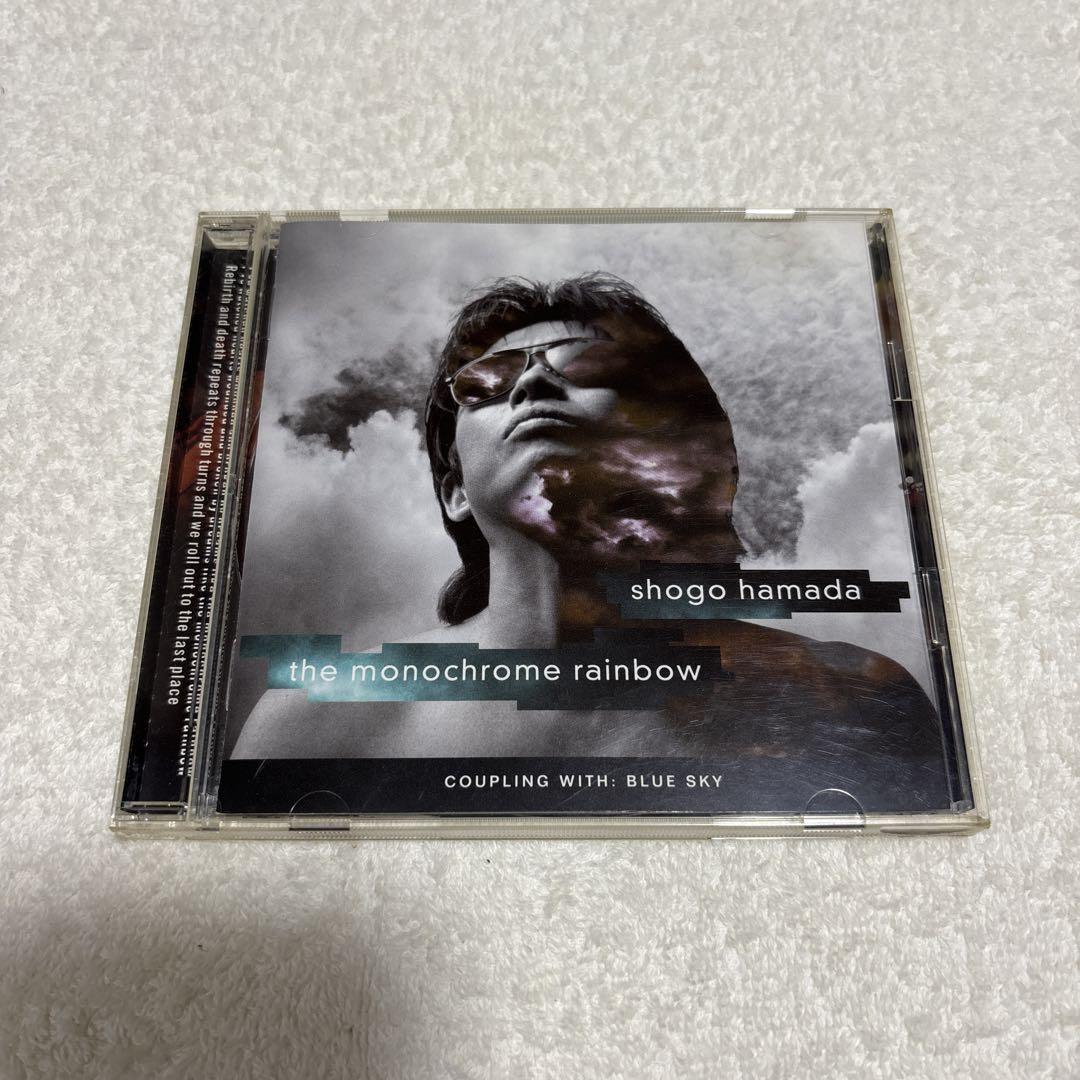 shogo hamada
the monochrome rainbow
COUPLING WITH: BLUE SKY
Rebirth and death repeats through turns and we roll out to the last place